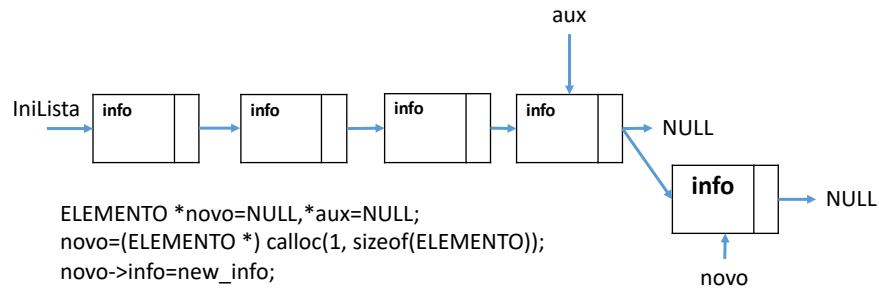 aux
IniLista
info
info
info
info
NULL
info
NULL
novo
ELEMENTO *novo=NULL,*aux=NULL;
novo=(ELEMENTO *) calloc(1, sizeof(ELEMENTO));
novo->info=new_info;